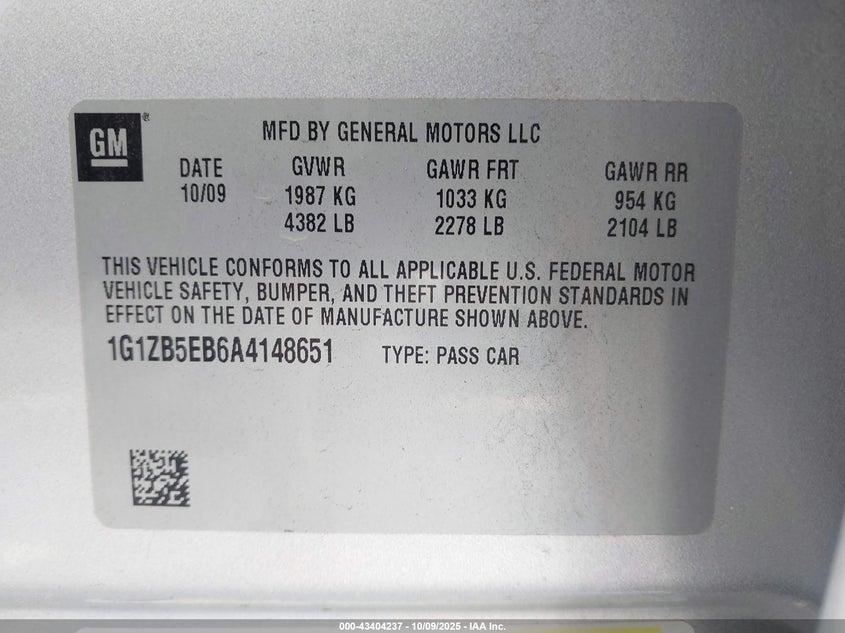 GM®
MFD BY GENERAL MOTORS LLC
DATE GVWR GAWR FRT GAWR RR
10/09 1987 KG 1033 KG 954 KG
4382 LB 2278 LB 2104 LB
THIS VEHICLE CONFORMS TO ALL APPLICABLE U.S. FEDERAL MOTOR
VEHICLE SAFETY, BUMPER, AND THEFT PREVENTION STANDARDS IN
EFFECT ON THE DATE OF MANUFACTURE SHOWN ABOVE.
1G1ZB5EB6A4148651 TYPE: PASS CAR
000-43404237 - 10/09/2025 - IAA Inc.